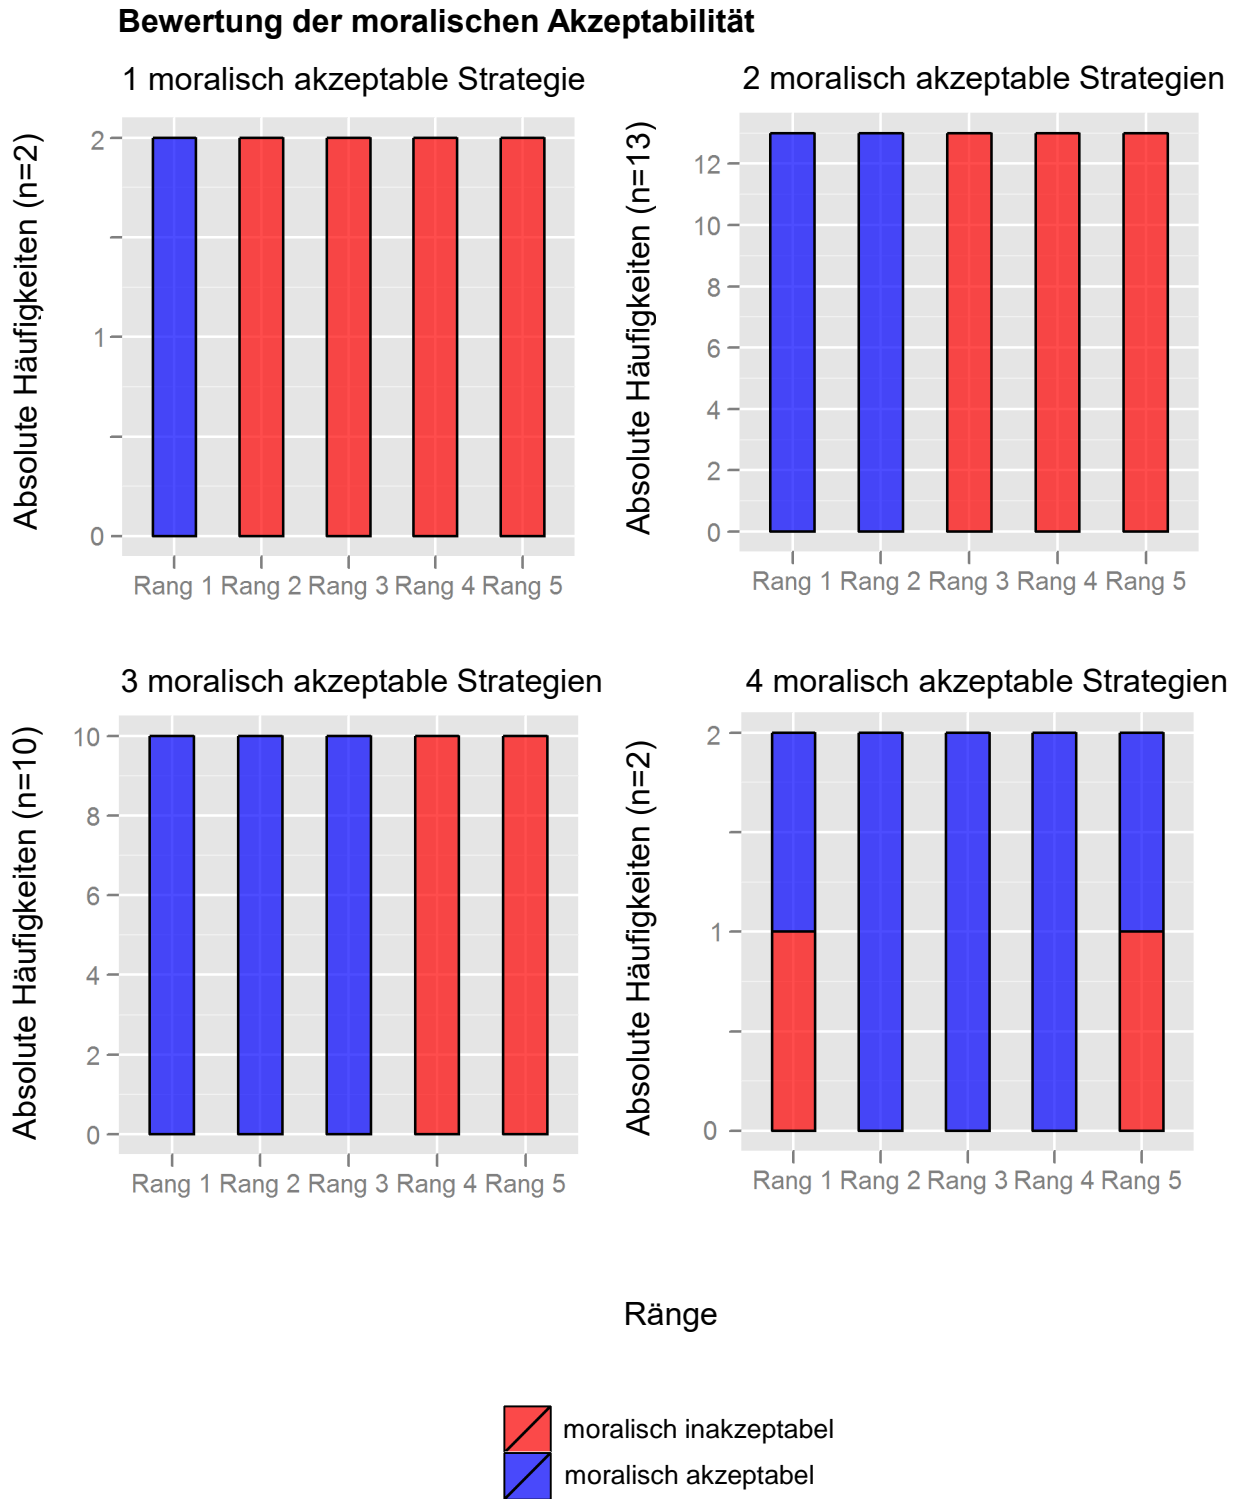 Bewertung der moralischen Akzeptabilität
1 moralisch akzeptable Strategie
Absolute Häufigkeiten (n=2)
2
1
0
Rang 1 Rang 2 Rang 3 Rang 4 Rang 5
2 moralisch akzeptable Strategien
Absolute Häufigkeiten (n=13)
12
10
8
6
4
2
0
Rang 1 Rang 2 Rang 3 Rang 4 Rang 5
3 moralisch akzeptable Strategien
Absolute Häufigkeiten (n=10)
10
8
6
4
2
0
Rang 1 Rang 2 Rang 3 Rang 4 Rang 5
4 moralisch akzeptable Strategien
Absolute Häufigkeiten (n=2)
2
1
0
Rang 1 Rang 2 Rang 3 Rang 4 Rang 5
Ränge
moralisch inakzeptabel
moralisch akzeptabel